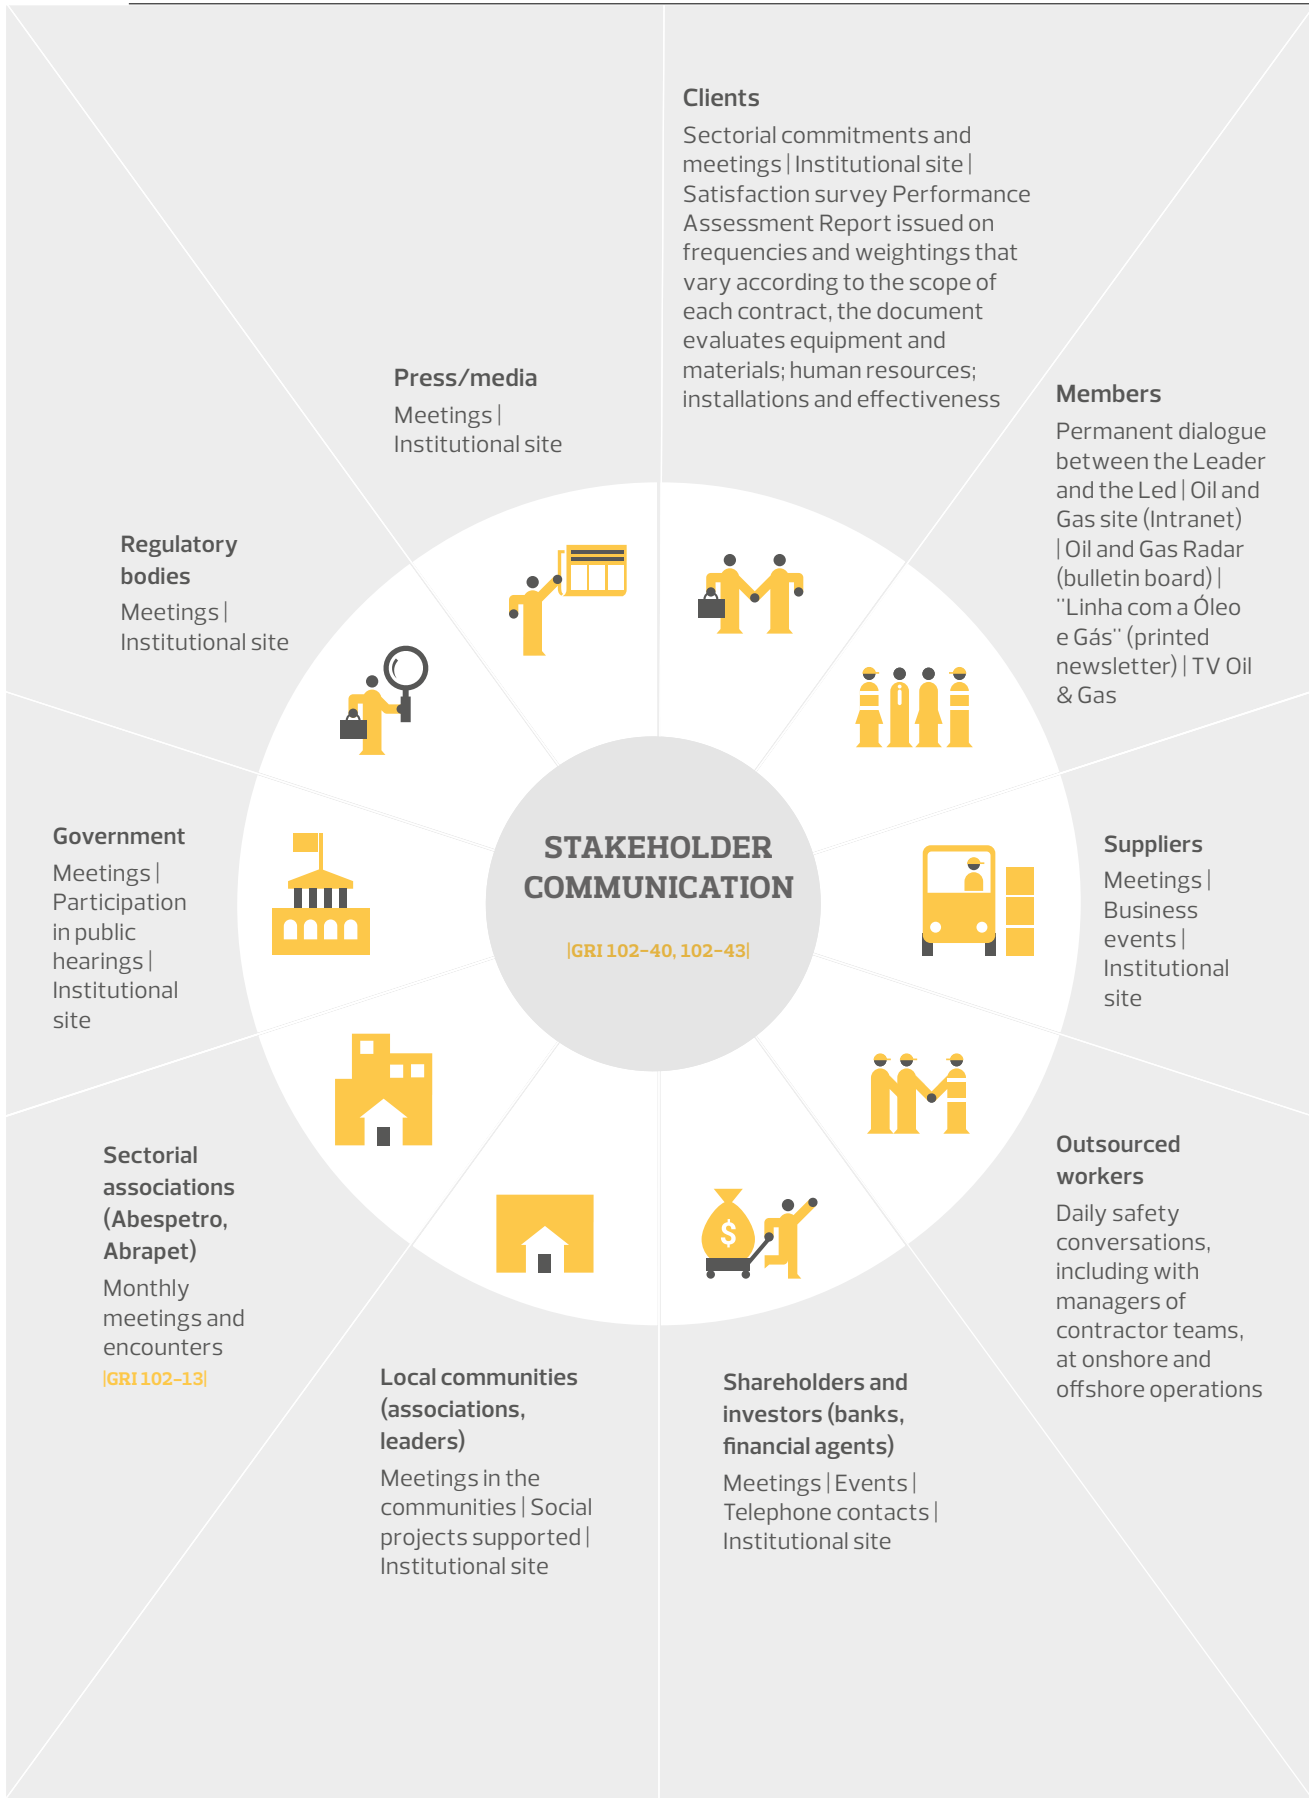 STAKEHOLDER
COMMUNICATION
|GRI 102-40, 102-43|
Clients
Sectorial commitments and
meetings | Institutional site |
Satisfaction survey Performance
Assessment Report issued on
frequencies and weightings that
vary according to the scope of
each contract, the document
evaluates equipment and
materials; human resources;
installations and effectiveness
Members
Permanent dialogue
between the Leader
and the Led | Oil and
Gas site (Intranet)
| Oil and Gas Radar
(bulletin board) |
¨Linha com a Óleo
e Gás¨ (printed
newsletter) | TV Oil
& Gas
Suppliers
Meetings |
Business
events |
Institutional
site
Outsourced
workers
Daily safety
conversations,
including with
managers of
contractor teams,
at onshore and
offshore operations
Shareholders and
investors (banks,
financial agents)
Meetings | Events |
Telephone contacts |
Institutional site
$
Local communities
(associations,
leaders)
Meetings in the
communities | Social
projects supported |
Institutional site
Sectorial
associations
(Abespetro,
Abrapet)
Monthly
meetings and
encounters
|GRI 102-13|
Government
Meetings |
Participation
in public
hearings |
Institutional
site
Regulatory
bodies
Meetings |
Institutional site
Press/media
Meetings |
Institutional site